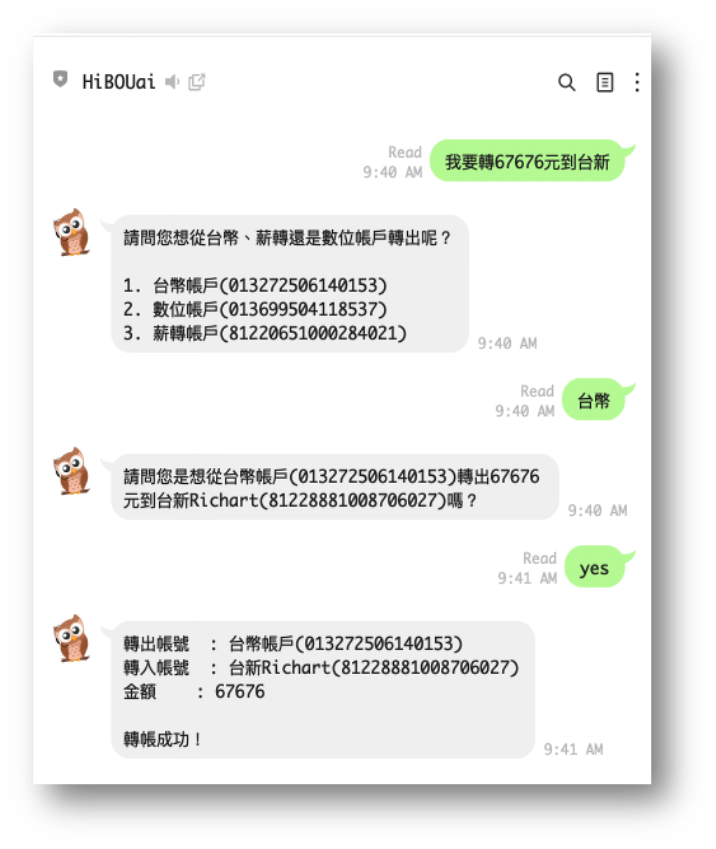 HiBOUai
Read
9:40 AM
我要轉67676元到台新
請問您想從台幣、薪轉還是數位帳戶轉出呢？
1. 台幣帳戶(013272506140153)
2. 數位帳戶(013699504118537)
3. 薪轉帳戶(81220651000284021)
9:40 AM
Read
9:40 AM
台幣
請問您是想從台幣帳戶(013272506140153)轉出67676
元到台新Richart(81228881008706027)嗎？
9:40 AM
Read
9:41 AM
yes
轉出帳號 : 台幣帳戶(013272506140153)
轉入帳號 : 台新Richart(81228881008706027)
金額 : 67676
轉帳成功！
9:41 AM